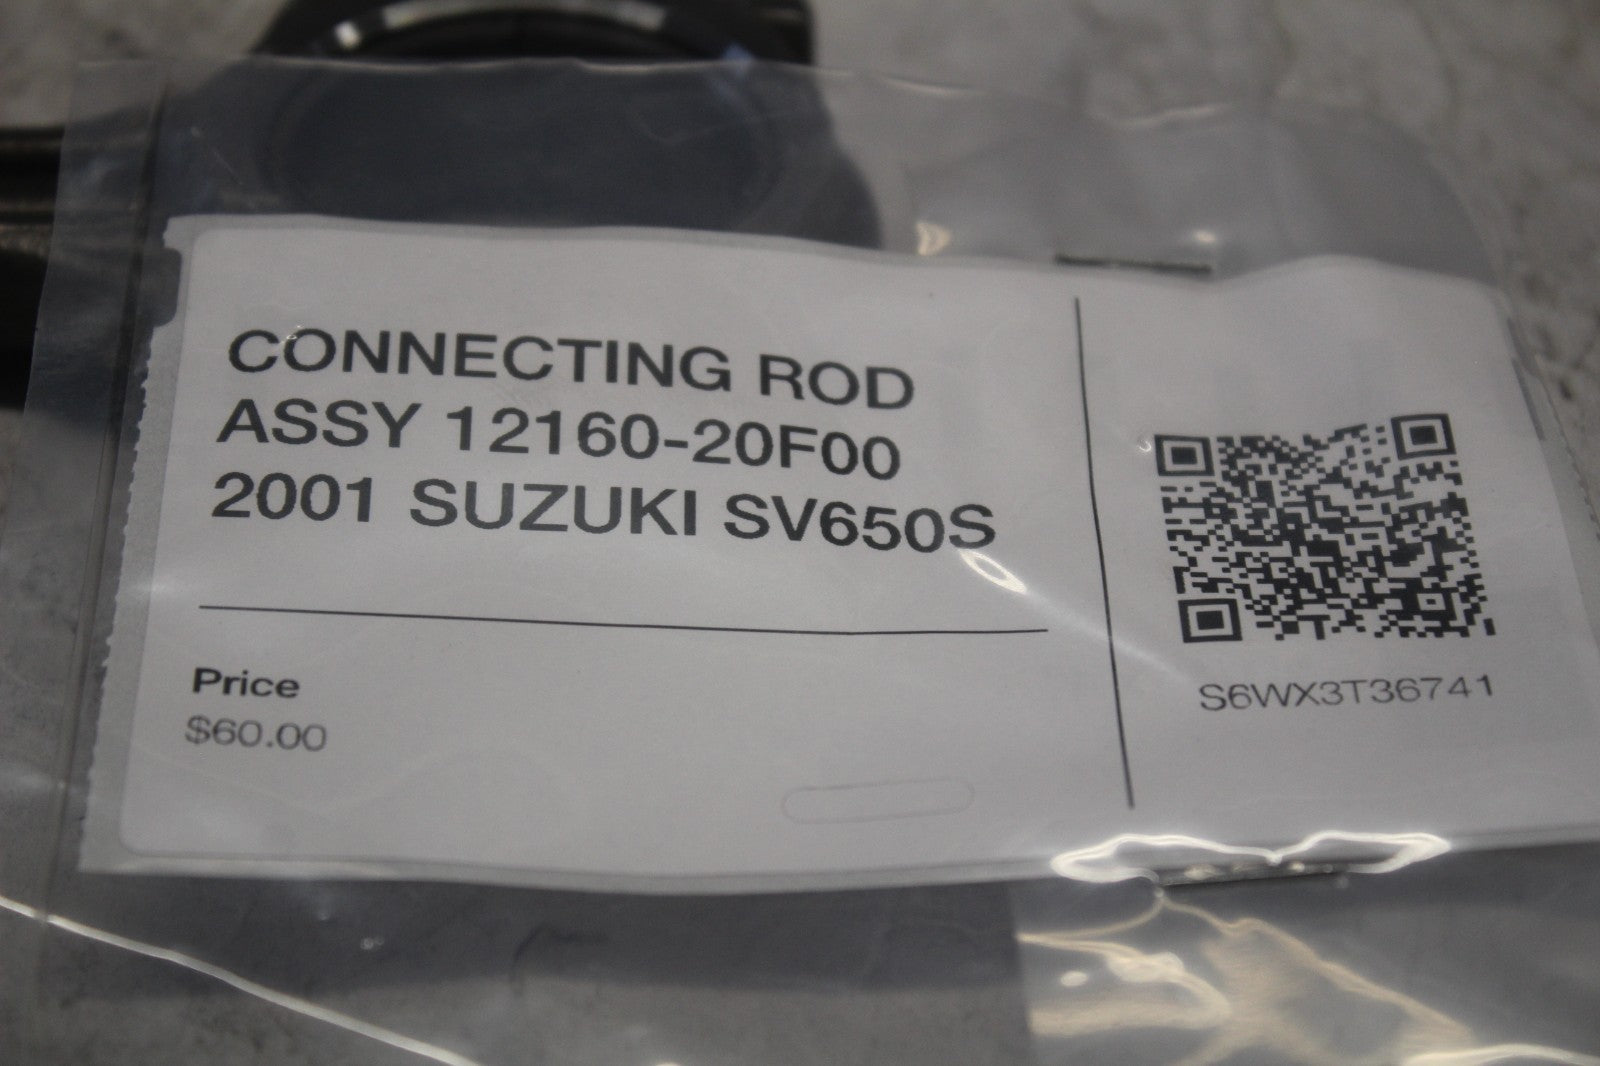 CONNECTING ROD
ASSY 12160-20F00
2001 SUZUKI SV650S
Price
$60.00
S6WX3T36741